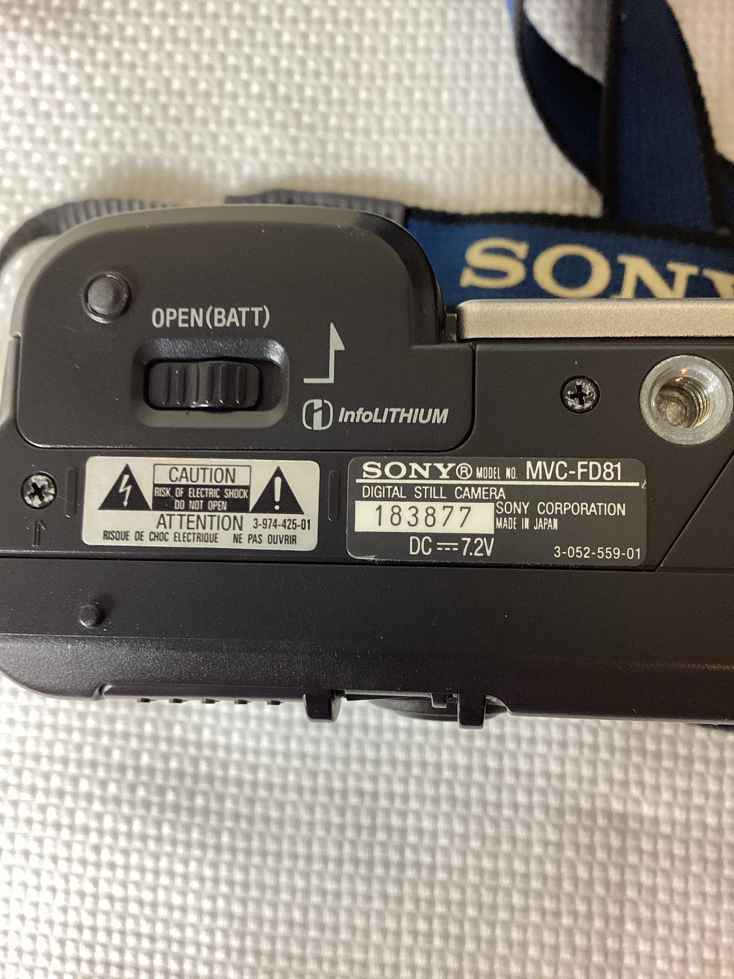 SONY
OPEN(BATT)
InfoLITHIUM
CAUTION
RISK OF ELECTRIC SHOCK
DO NOT OPEN
ATTENTION 3-974-425-01
RISQUE DE CHOC ELECTRIQUE NE PAS OUVRIR
SONY® MODEL NO. MVC-FD81
DIGITAL STILL CAMERA
183877 SONY CORPORATION
MADE IN JAPAN
DC ⎓ 7.2V 3-052-559-01